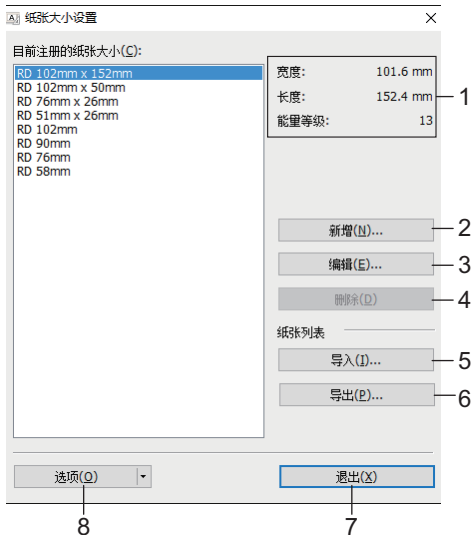 纸张大小设置
目前注册的纸张大小(C):
RD 102mm x 152mm
RD 102mm x 50mm
RD 76mm x 26mm
RD 51mm x 26mm
RD 102mm
RD 90mm
RD 76mm
RD 58mm
宽度: 101.6 mm
长度: 152.4 mm
能量等级: 13
1
新增(N)... 2
编辑(E)... 3
删除(D) 4
纸张列表
导入(I)... 5
导出(P)... 6
选项(O) 退出(X)
8 7